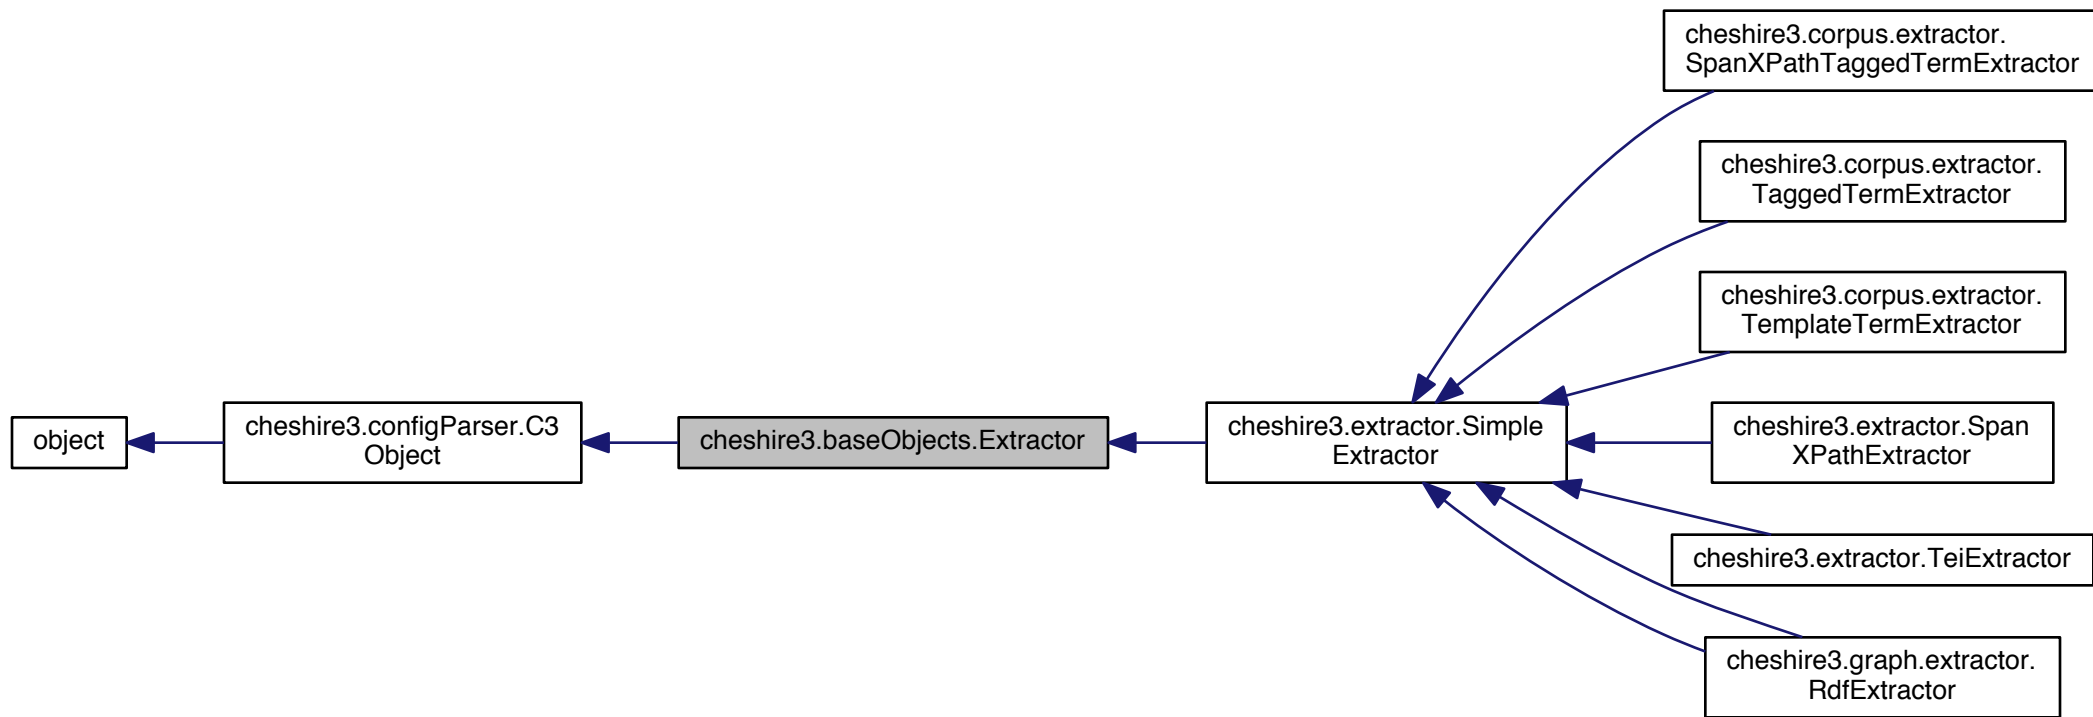 object
cheshire3.configParser.C3
Object
cheshire3.baseObjects.Extractor
cheshire3.extractor.Simple
Extractor
cheshire3.corpus.extractor.
SpanXPathTaggedTermExtractor
cheshire3.corpus.extractor.
TaggedTermExtractor
cheshire3.corpus.extractor.
TemplateTermExtractor
cheshire3.extractor.Span
XPathExtractor
cheshire3.extractor.TeiExtractor
cheshire3.graph.extractor.
RdfExtractor